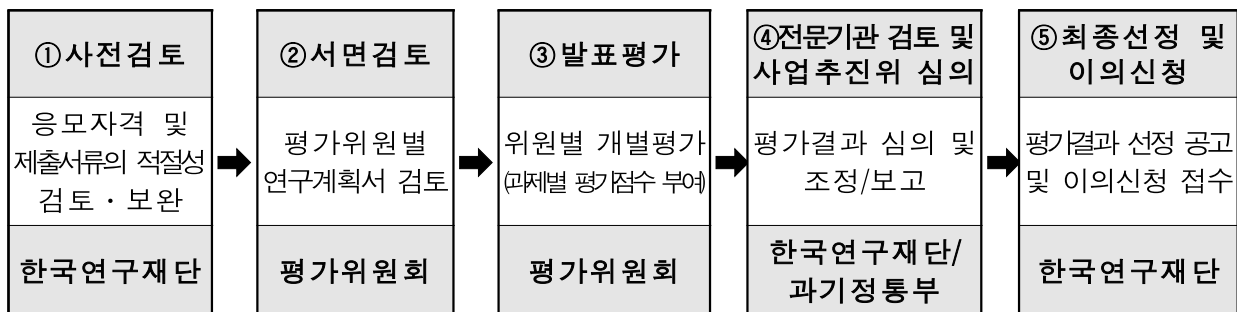 ①사전검토
응모자격 및
제출서류의 적절성
검토·보완
한국연구재단
②서면검토
평가위원별
연구계획서 검토
평가위원회
③발표평가
위원별 개별평가
(과제별 평가점수 부여)
평가위원회
④전문기관 검토 및
사업추진위 심의
평가결과 심의 및
조정/보고
한국연구재단/
과기정통부
⑤최종선정 및
이의신청
평가결과 선정 공고
및 이의신청 접수
한국연구재단